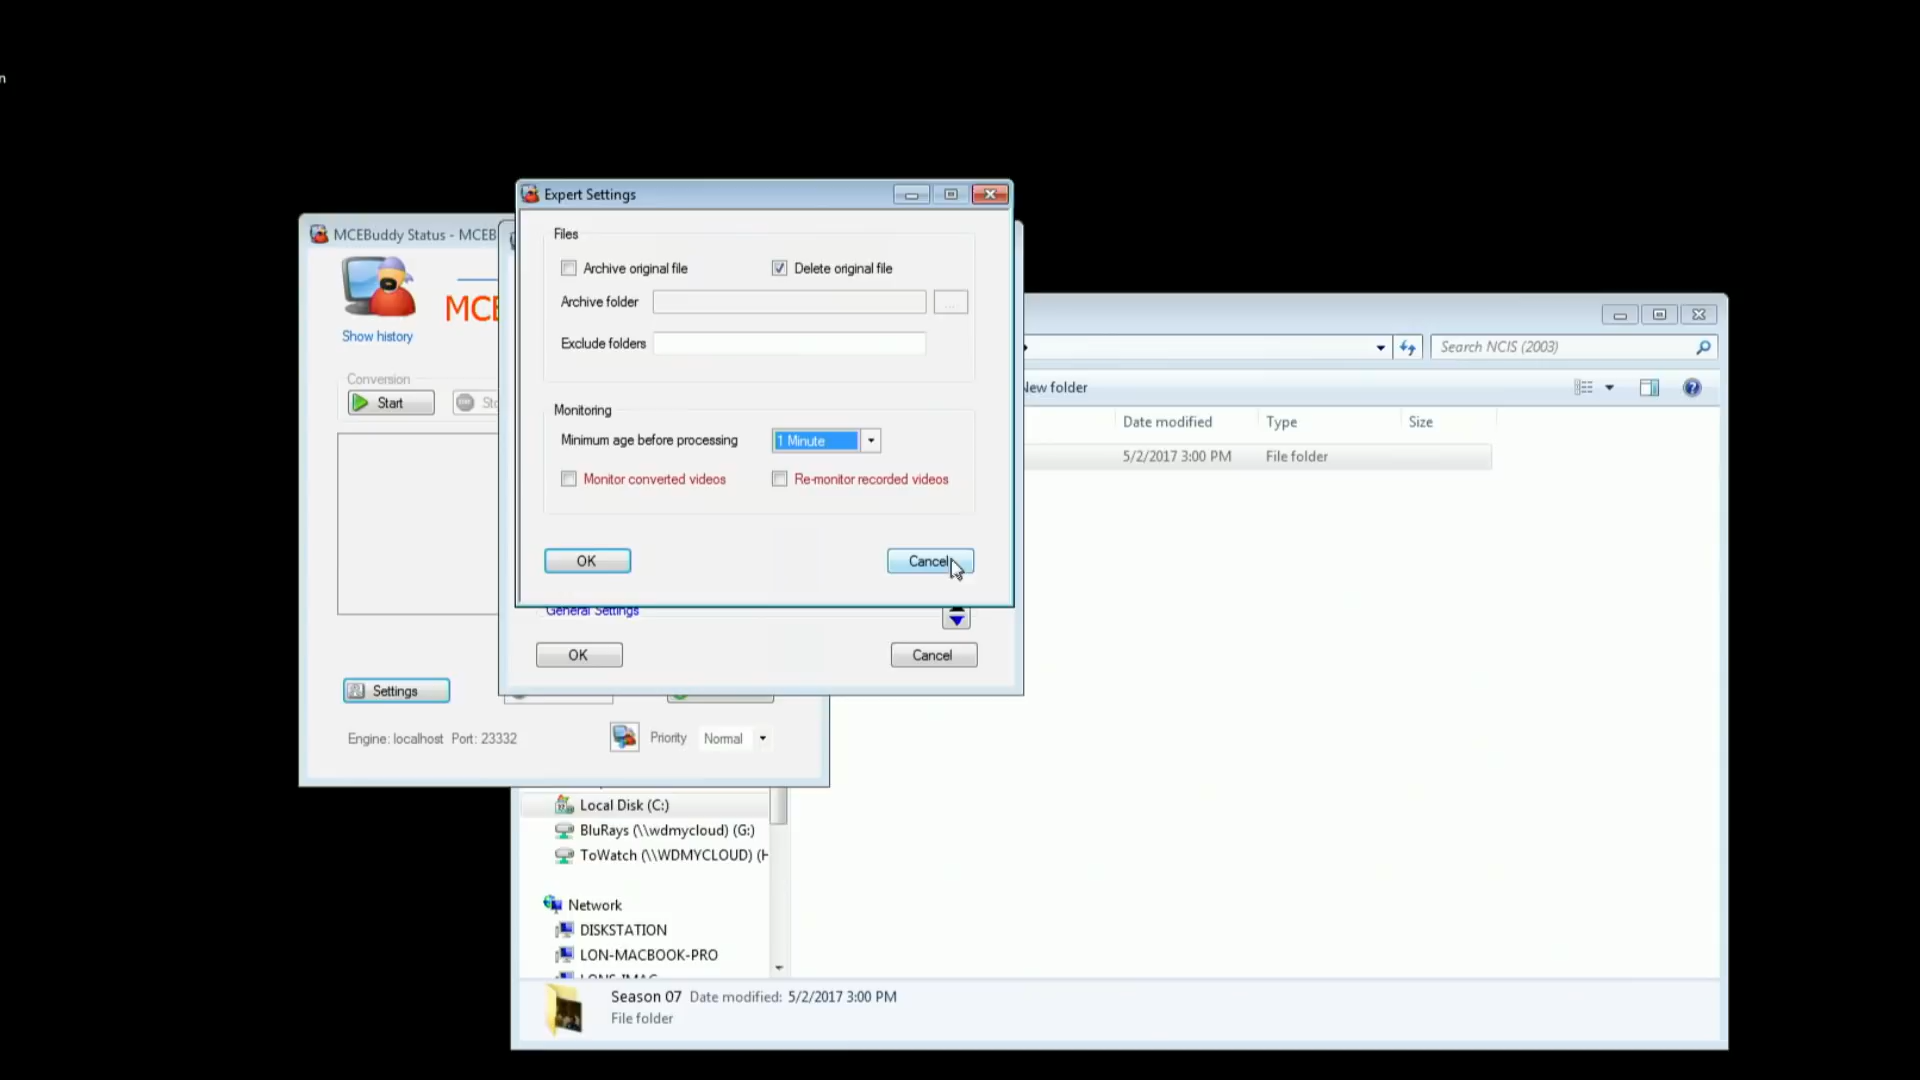 n
Expert Settings
Files
Archive original file
Delete original file
Archive folder
...
Exclude folders
Monitoring
Minimum age before processing
1 Minute
Monitor converted videos
Re-monitor recorded videos
OK
Cancel
General Settings
OK
Cancel
MCEBuddy Status - MCEB
MCE
Show history
Conversion
Start
Sto
Settings
Engine: localhost Port: 23332
Priority
Normal
Search NCIS (2003)
New folder
Date modified
Type
Size
5/2/2017 3:00 PM
File folder
Local Disk (C:)
BluRays (\\wdmycloud) (G:)
ToWatch (\\WDMYCLOUD) (H
Network
DISKSTATION
LON-MACBOOK-PRO
LONS-IMAC
Season 07 Date modified: 5/2/2017 3:00 PM
File folder